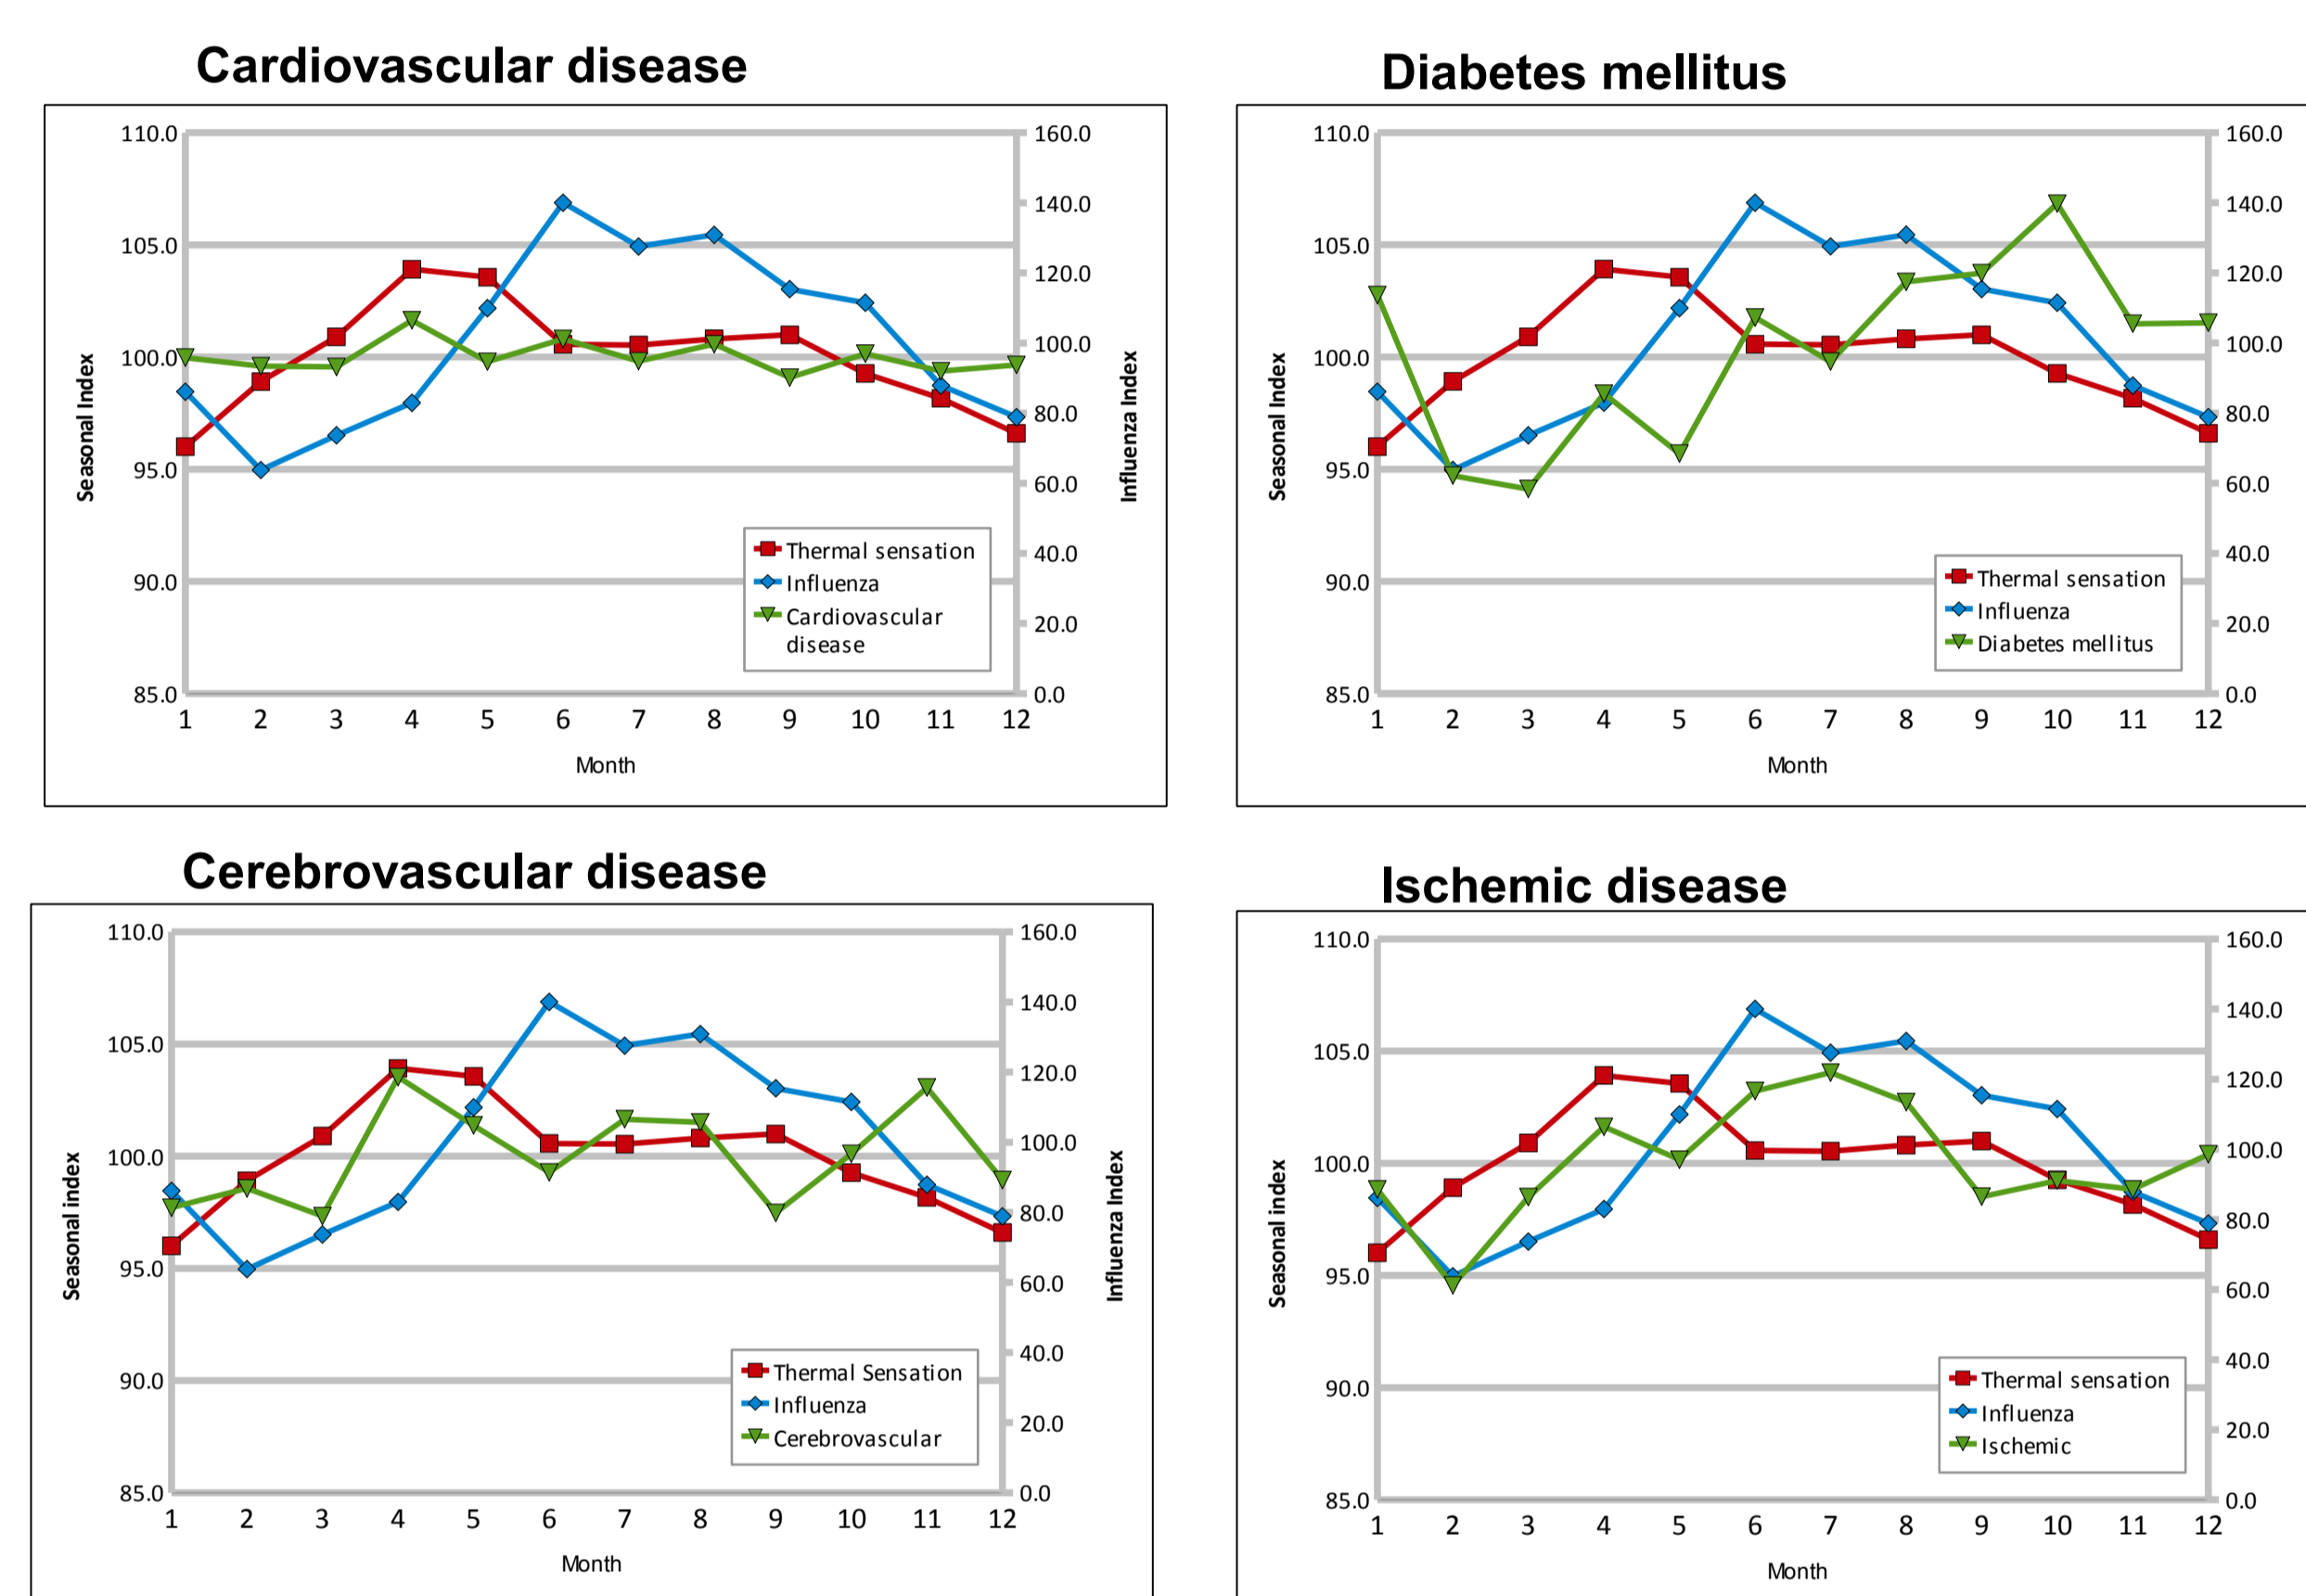 Cardiovascular disease
110.0
105.0
100.0
95.0
90.0
85.0
160.0
140.0
120.0
100.0
80.0
60.0
40.0
20.0
0.0
Seasonal Index
Influenza Index
Thermal sensation
Influenza
Cardiovascular
disease
1 2 3 4 5 6 7 8 9 10 11 12
Month
Diabetes mellitus
110.0
105.0
100.0
95.0
90.0
85.0
160.0
140.0
120.0
100.0
80.0
60.0
40.0
20.0
0.0
Seasonal Index
Thermal sensation
Influenza
Diabetes mellitus
1 2 3 4 5 6 7 8 9 10 11 12
Month
Cerebrovascular disease
110.0
105.0
100.0
95.0
90.0
85.0
160.0
140.0
120.0
100.0
80.0
60.0
40.0
20.0
0.0
Seasonal index
Influenza Index
Thermal Sensation
Influenza
Cerebrovascular
1 2 3 4 5 6 7 8 9 10 11 12
Month
Ischemic disease
110.0
105.0
100.0
95.0
90.0
85.0
160.0
140.0
120.0
100.0
80.0
60.0
40.0
20.0
0.0
Seasonal index
Thermal sensation
Influenza
Ischemic
1 2 3 4 5 6 7 8 9 10 11 12
Month